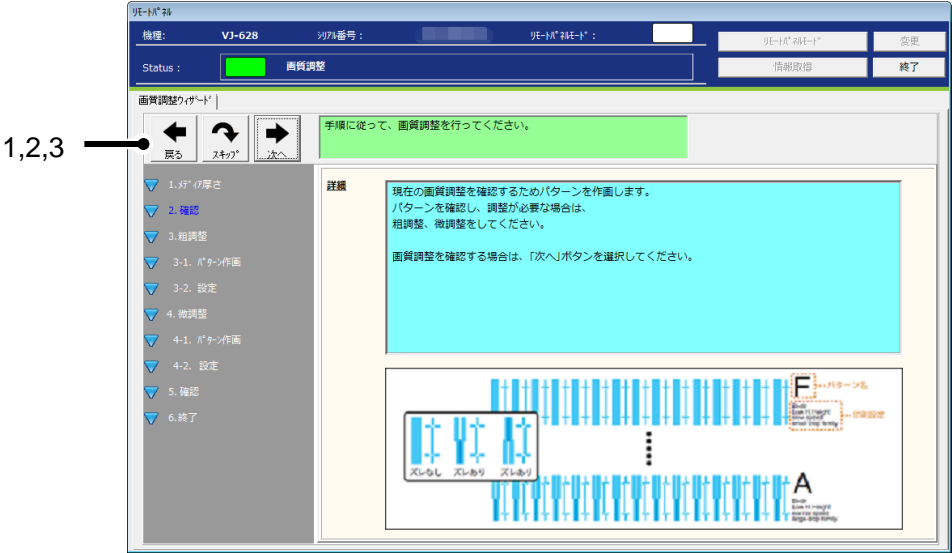 リモートパネル
機種:
VJ-628
シリアル番号:
リモートパネルモード:
リモートパネルモード
変更
Status :
画質調整
情報取得
終了
画質調整ウィザード
1,2,3
戻る
スキップ
次へ
手順に従って、画質調整を行ってください。
1.メディア厚さ
2.確認
3.粗調整
3-1. パターン作画
3-2. 設定
4.微調整
4-1. パターン作画
4-2. 設定
5.確認
6.終了
詳細
現在の画質調整を確認するためパターンを作画します。
パターンを確認し、調整が必要な場合は、
粗調整、微調整をしてください。
画質調整を確認する場合は、「次へ」ボタンを選択してください。
F
パターン名
印刷設定
ズレなし
ズレあり
ズレあり
A